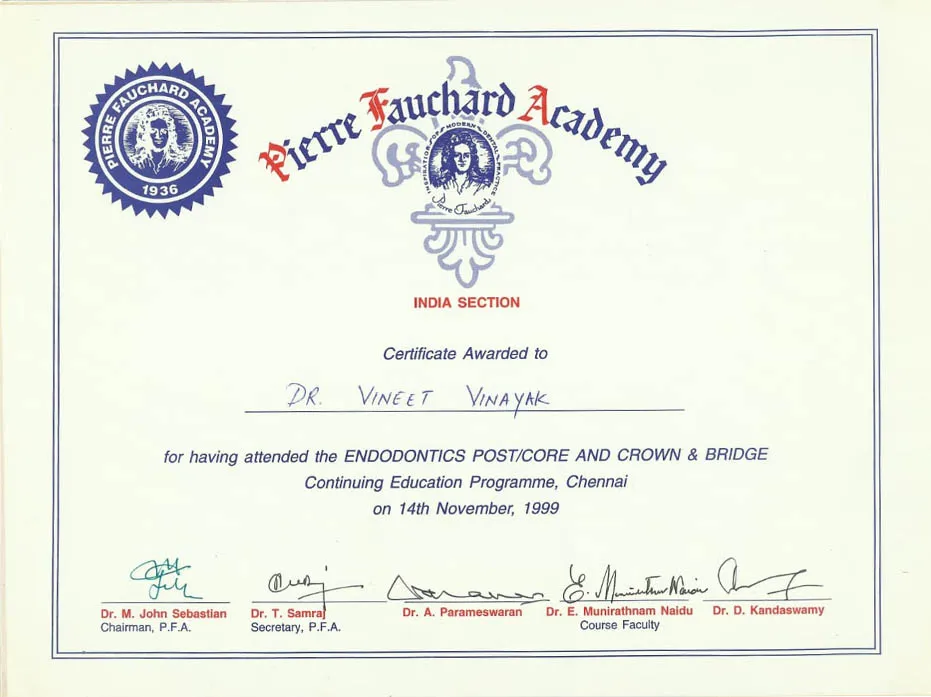 PIERRE FAUCHARD ACADEMY
1936
Pierre Fauchard Academy
INSPIRATION OF MODERN DENTAL PRACTICE
Pierre Fauchard
INDIA SECTION
Certificate Awarded to
DR. VINEET VINAYAK
for having attended the ENDODONTICS POST/CORE AND CROWN & BRIDGE
Continuing Education Programme, Chennai
on 14th November, 1999
E. Munirathnam Naidu
Dr. M. John Sebastian Dr. T. Samraj Dr. A. Parameswaran Dr. E. Munirathnam Naidu Dr. D. Kandaswamy
Chairman, P.F.A. Secretary, P.F.A. Course Faculty